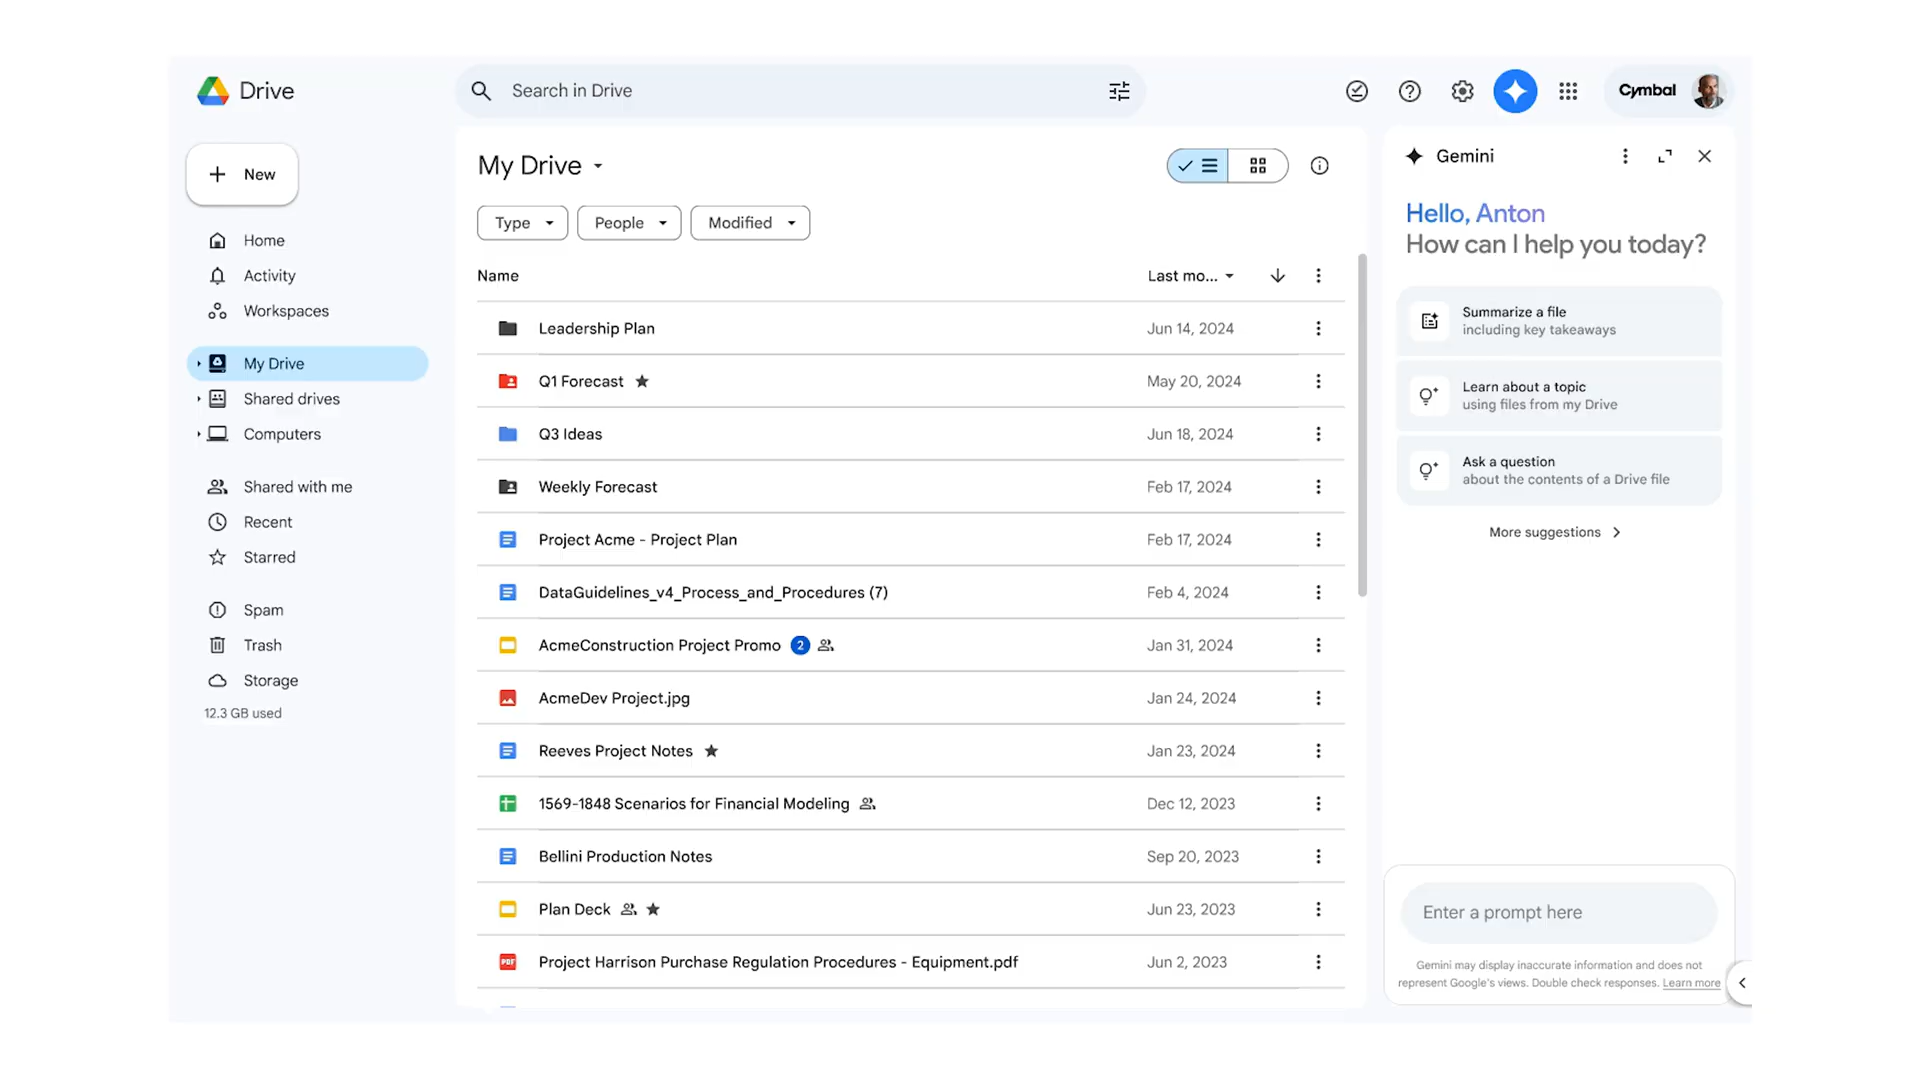 Drive
Search in Drive
Cymbal
New
Home
Activity
Workspaces
My Drive
Shared drives
Computers
Shared with me
Recent
Starred
Spam
Trash
Storage
12.3 GB used
My Drive
Type
People
Modified
Name
Last mo...
Leadership Plan
Jun 14, 2024
Q1 Forecast
May 20, 2024
Q3 Ideas
Jun 18, 2024
Weekly Forecast
Feb 17, 2024
Project Acme - Project Plan
Feb 17, 2024
DataGuidelines_v4_Process_and_Procedures (7)
Feb 4, 2024
AcmeConstruction Project Promo 2
Jan 31, 2024
AcmeDev Project.jpg
Jan 24, 2024
Reeves Project Notes
Jan 23, 2024
1569-1848 Scenarios for Financial Modeling
Dec 12, 2023
Bellini Production Notes
Sep 20, 2023
Plan Deck
Jun 23, 2023
PDF
Project Harrison Purchase Regulation Procedures - Equipment.pdf
Jun 2, 2023
Gemini
Hello, Anton
How can I help you today?
Summarize a file
including key takeaways
Learn about a topic
using files from my Drive
Ask a question
about the contents of a Drive file
More suggestions
Enter a prompt here
Gemini may display inaccurate information and does not
represent Google's views. Double check responses. Learn more